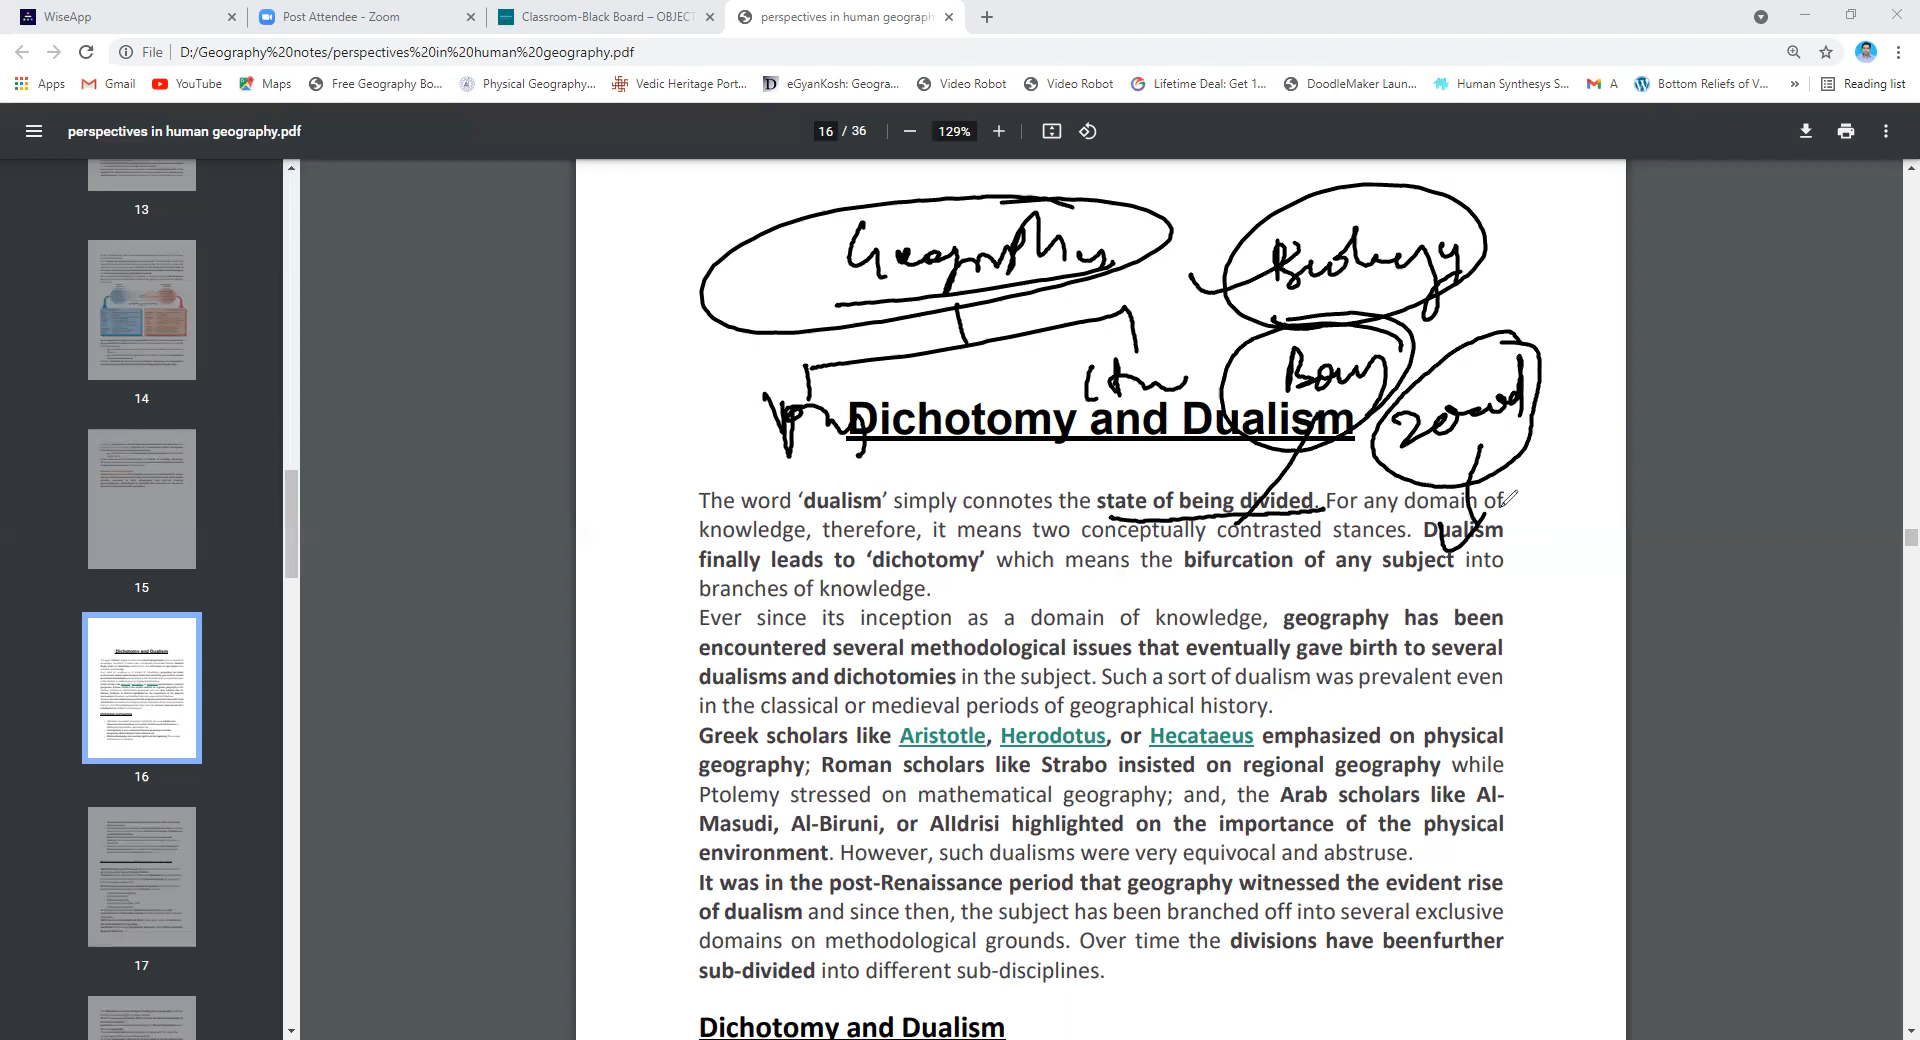 WiseApp
Post Attendee - Zoom
Classroom-Black Board – OBJECT
perspectives in human geograph
File D:/Geography%20notes/perspectives%20in%20human%20geography.pdf
Apps Gmail YouTube Maps Free Geography Bo... Physical Geography... Vedic Heritage Port... eGyanKosh: Geogra... Video Robot Video Robot Lifetime Deal: Get 1... DoodleMaker Laun... Human Synthesys S... A Bottom Reliefs of V... » Reading list
perspectives in human geography.pdf
16 / 36 129%
13
14
15
16
17
Geography
Biology
Dichotomy and Dualism
The word ‘dualism’ simply connotes the state of being divided. For any domain of
knowledge, therefore, it means two conceptually contrasted stances. Dualism
finally leads to ‘dichotomy’ which means the bifurcation of any subject into
branches of knowledge.
Ever since its inception as a domain of knowledge, geography has been
encountered several methodological issues that eventually gave birth to several
dualisms and dichotomies in the subject. Such a sort of dualism was prevalent even
in the classical or medieval periods of geographical history.
Greek scholars like Aristotle, Herodotus, or Hecataeus emphasized on physical
geography; Roman scholars like Strabo insisted on regional geography while
Ptolemy stressed on mathematical geography; and, the Arab scholars like Al-
Masudi, Al-Biruni, or AlIdrisi highlighted on the importance of the physical
environment. However, such dualisms were very equivocal and abstruse.
It was in the post-Renaissance period that geography witnessed the evident rise
of dualism and since then, the subject has been branched off into several exclusive
domains on methodological grounds. Over time the divisions have beenfurther
sub-divided into different sub-disciplines.
Dichotomy and Dualism